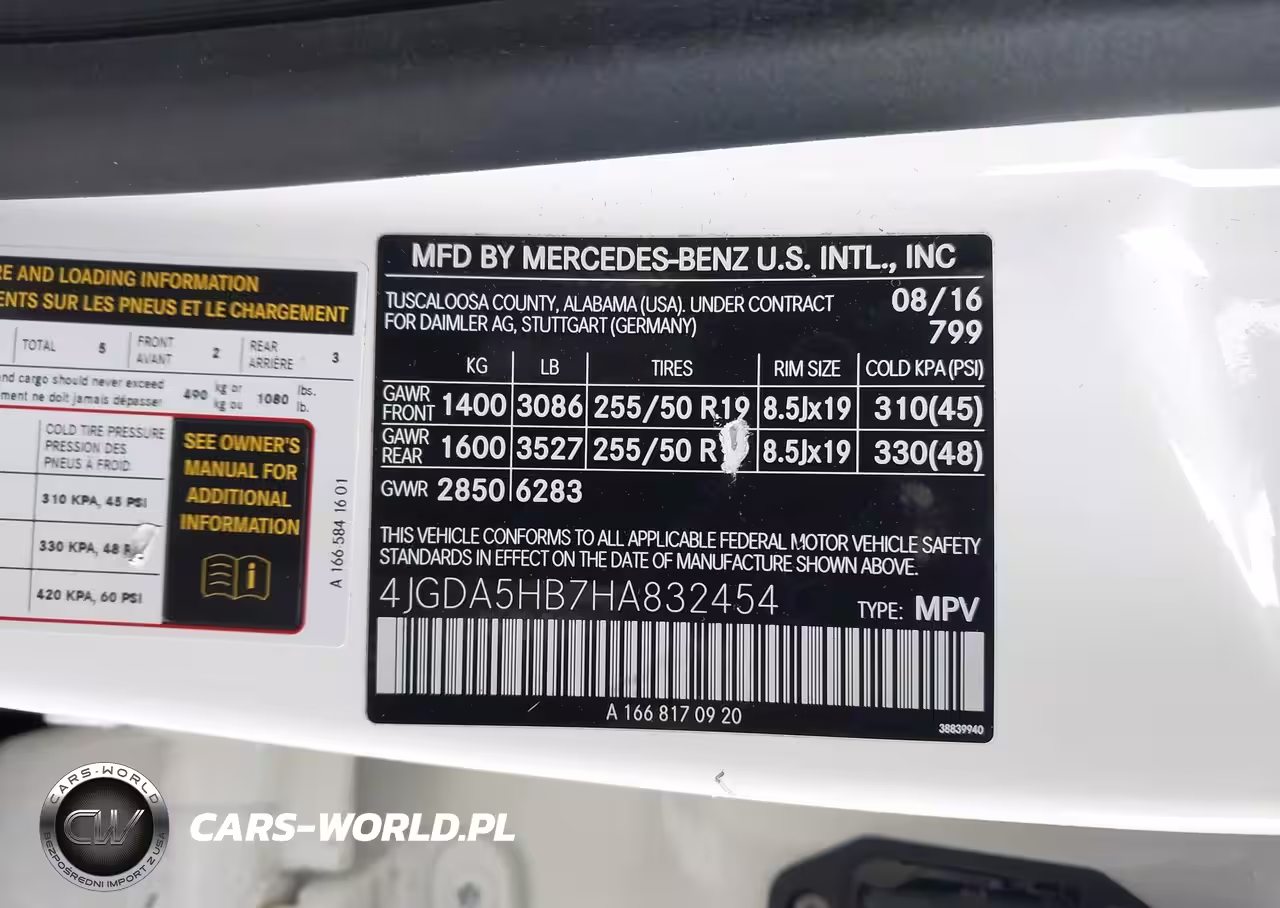 RE AND LOADING INFORMATION
ENTS SUR LES PNEUS ET LE CHARGEMENT
TOTAL 5 FRONT AVANT 2 REAR ARRIÈRE 3
nd cargo should never exceed 490 kg or 1080 lbs.
ment ne doit jamais dépasser kg ou lb.
COLD TIRE PRESSURE
PRESSION DES
PNEUS À FROID
310 KPA, 45 PSI
330 KPA, 48
420 KPA, 60 PSI
SEE OWNER'S
MANUAL FOR
ADDITIONAL
INFORMATION
A 166 584 16 01
MFD BY MERCEDES-BENZ U.S. INTL., INC
TUSCALOOSA COUNTY, ALABAMA (USA). UNDER CONTRACT 08/16
FOR DAIMLER AG, STUTTGART (GERMANY) 799
KG LB TIRES RIM SIZE COLD KPA (PSI)
GAWR FRONT 1400 3086 255/50 R19 8.5Jx19 310(45)
GAWR REAR 1600 3527 255/50 R 8.5Jx19 330(48)
GVWR 2850 6283
THIS VEHICLE CONFORMS TO ALL APPLICABLE FEDERAL MOTOR VEHICLE SAFETY
STANDARDS IN EFFECT ON THE DATE OF MANUFACTURE SHOWN ABOVE.
4JGDA5HB7HA832454 TYPE: MPV
A 166 817 09 20
38839940
CARS-WORLD
CW
BEZPOŚREDNI IMPORT Z USA
CARS-WORLD.PL